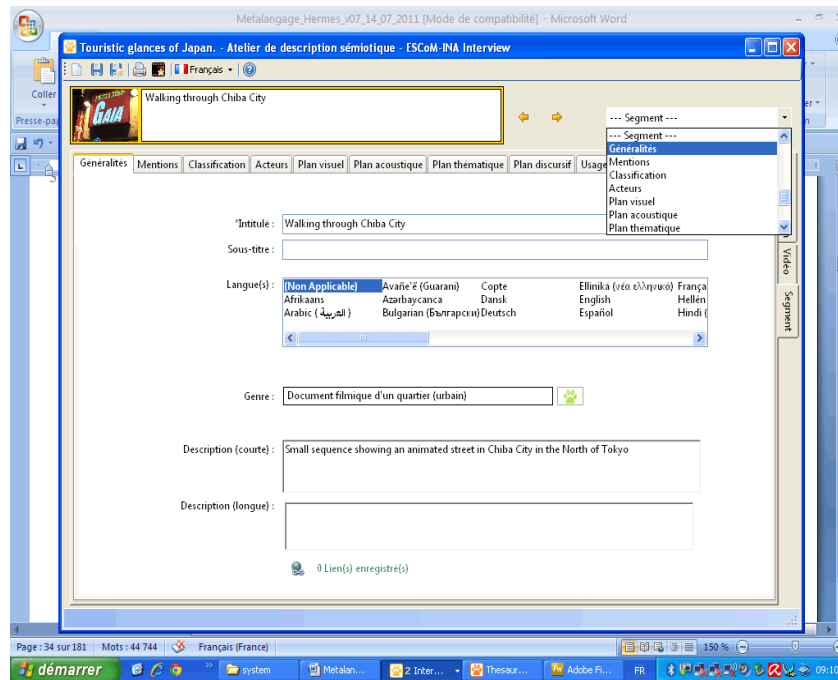 Metalangage_Hermes_v07_14_07_2011 [Mode de compatibilité] - Microsoft Word
Touristic glances of Japan. - Atelier de description sémiotique - ESCoM-INA Interview
Français
Coller
Presse-pa
GAIA
Walking through Chiba City
--- Segment ---
--- Segment ---
Généralités
Mentions
Classification
Acteurs
Plan visuel
Plan acoustique
Plan thématique
Généralités Mentions Classification Acteurs Plan visuel Plan acoustique Plan thématique Plan discursif Usage
*Intitulé : Walking through Chiba City
Sous-titre :
Langue(s) : (Non Applicable) Avañe'ẽ (Guarani) Copte Elliniká (νέα ελληνικά) França
Afrikaans Azərbaycanca Dansk English Hellèn
Arabic (العربية) Bulgarian (Български) Deutsch Español Hindi (
Vidéo
Segment
Genre : Document filmique d'un quartier (urbain)
Description (courte) : Small sequence showing an animated street in Chiba City in the North of Tokyo
Description (longue) :
0 Lien(s) enregistré(s)
Page : 34 sur 181 Mots : 44 744 Français (France) 150 %
démarrer system Metalan... 2 Inter... Thesaur... Adobe Fi... FR 09:10